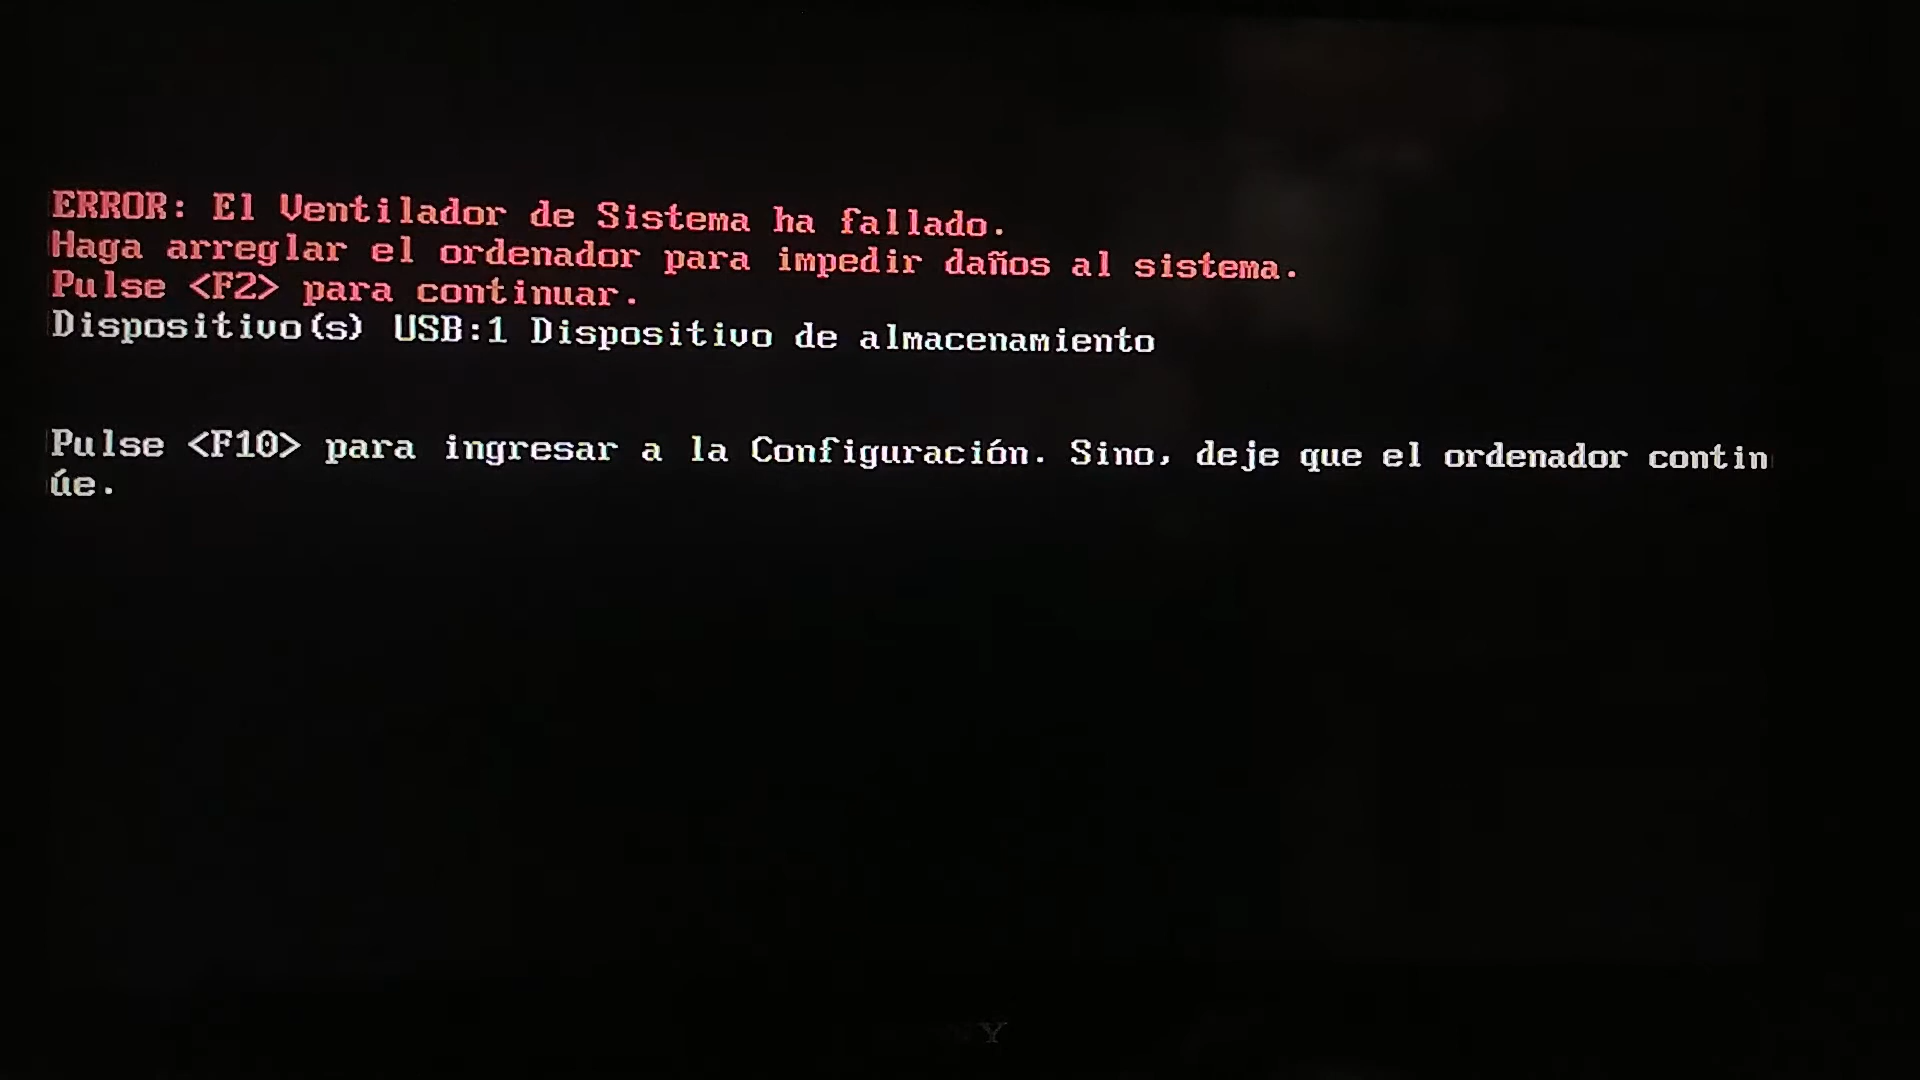 ERROR: El Ventilador de Sistema ha fallado.
Haga arreglar el ordenador para impedir daños al sistema.
Pulse <F2> para continuar.
Dispositivo(s) USB:1 Dispositivo de almacenamiento
Pulse <F10> para ingresar a la Configuración. Sino, deje que el ordenador contin
úe.